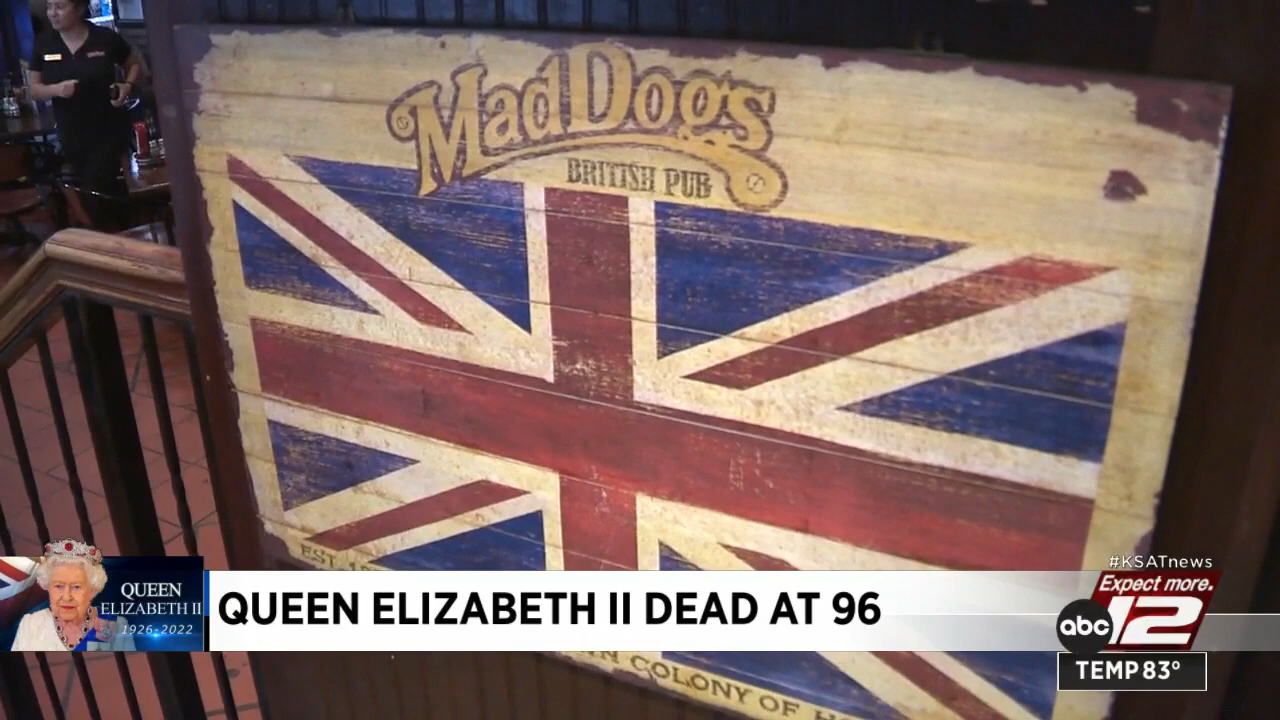 MadDogs
BRITISH PUB
EST.
COLONY OF
#KSATnews
Expect more.
abc 12
TEMP 83°
QUEEN
ELIZABETH II
1926-2022
QUEEN ELIZABETH II DEAD AT 96